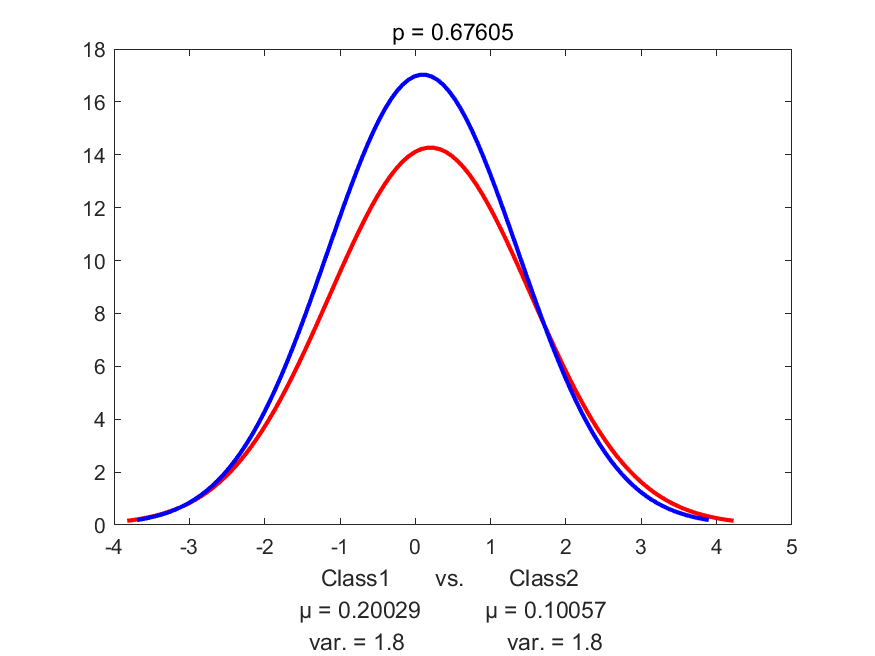 p = 0.67605
18
16
14
12
10
8
6
4
2
0
-4 -3 -2 -1 0 1 2 3 4 5
Class1 vs. Class2
μ = 0.20029 μ = 0.10057
var. = 1.8 var. = 1.8